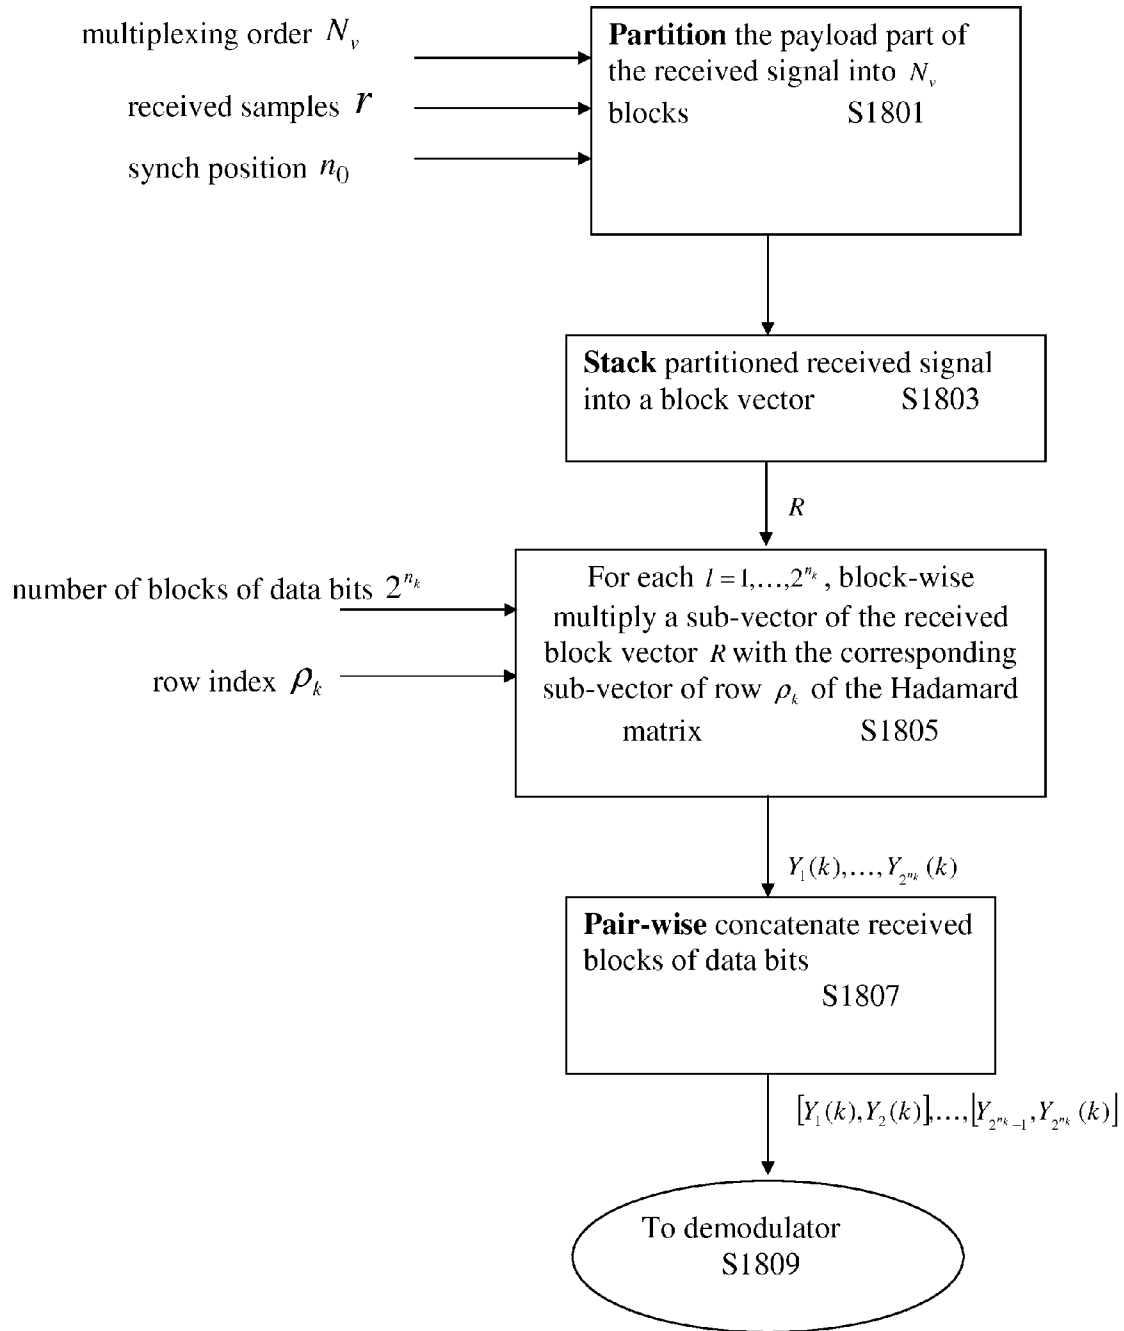 multiplexing order N_v
received samples r
synch position n_0
Partition the payload part of
the received signal into N_v
blocks S1801
Stack partitioned received signal
into a block vector S1803
R
number of blocks of data bits 2^{n_k}
row index ρ_k
For each l = 1,…,2^{n_k}, block-wise
multiply a sub-vector of the received
block vector R with the corresponding
sub-vector of row ρ_k of the Hadamard
matrix S1805
Y_1(k),…,Y_{2^{n_k}}(k)
Pair-wise concatenate received
blocks of data bits
S1807
[Y_1(k),Y_2(k)],…,⌊Y_{2^{n_k}-1},Y_{2^{n_k}}(k)⌋
To demodulator
S1809